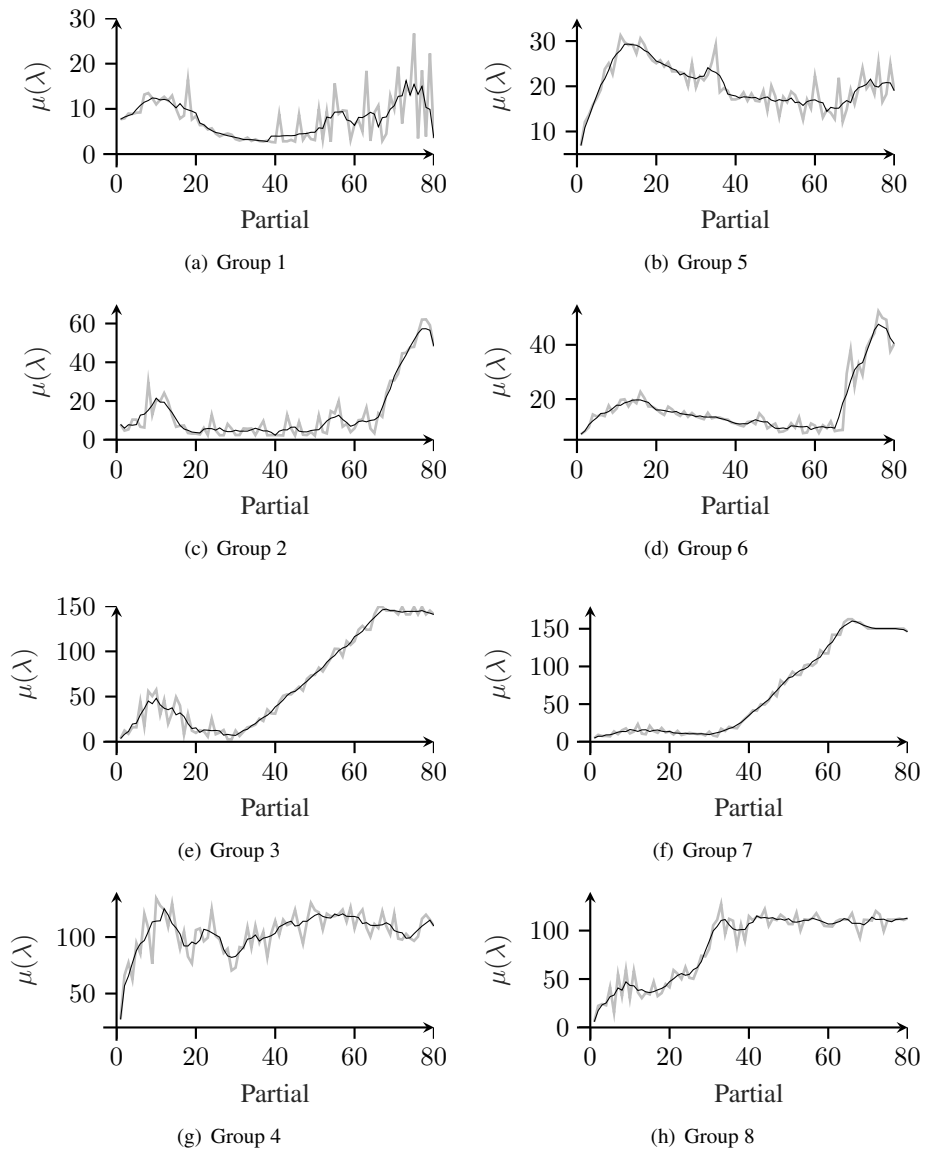 30
20
10
0
μ(λ)
0 20 40 60 80
Partial
(a) Group 1
30
20
10
μ(λ)
0 20 40 60 80
Partial
(b) Group 5
60
40
20
0
μ(λ)
0 20 40 60 80
Partial
(c) Group 2
40
20
μ(λ)
0 20 40 60 80
Partial
(d) Group 6
150
100
50
0
μ(λ)
0 20 40 60 80
Partial
(e) Group 3
150
100
50
0
μ(λ)
0 20 40 60 80
Partial
(f) Group 7
100
50
μ(λ)
0 20 40 60 80
Partial
(g) Group 4
100
50
0
μ(λ)
0 20 40 60 80
Partial
(h) Group 8